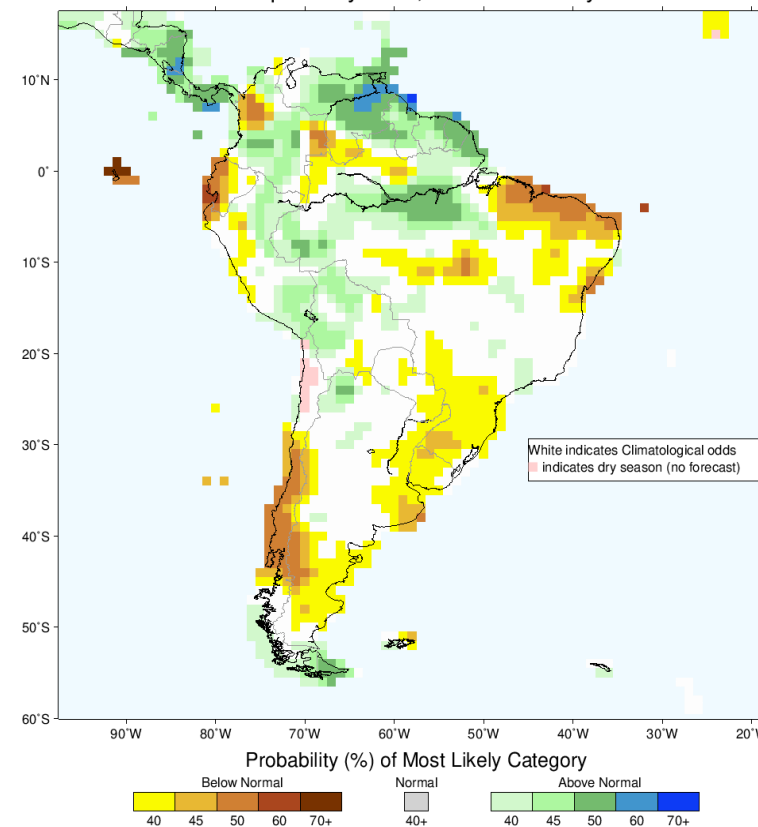 10˚N
0˚
10˚S
20˚S
30˚S
40˚S
50˚S
60˚S
White indicates Climatological odds
indicates dry season (no forecast)
90˚W 80˚W 70˚W 60˚W 50˚W 40˚W 30˚W 20˚W
Probability (%) of Most Likely Category
Below Normal Normal Above Normal
40 45 50 60 70+ 40+ 40 45 50 60 70+